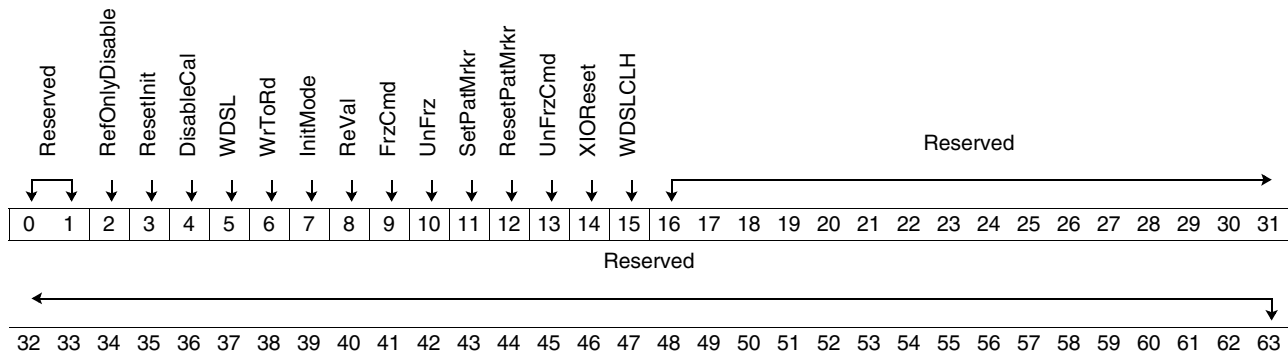 Reserved
RefOnlyDisable
ResetInit
DisableCal
WDSL
WrToRd
InitMode
ReVal
FrzCmd
UnFrz
SetPatMrkr
ResetPatMrkr
UnFrzCmd
XIOReset
WDSLCLH
Reserved
0 1 2 3 4 5 6 7 8 9 10 11 12 13 14 15 16 17 18 19 20 21 22 23 24 25 26 27 28 29 30 31
Reserved
32 33 34 35 36 37 38 39 40 41 42 43 44 45 46 47 48 49 50 51 52 53 54 55 56 57 58 59 60 61 62 63